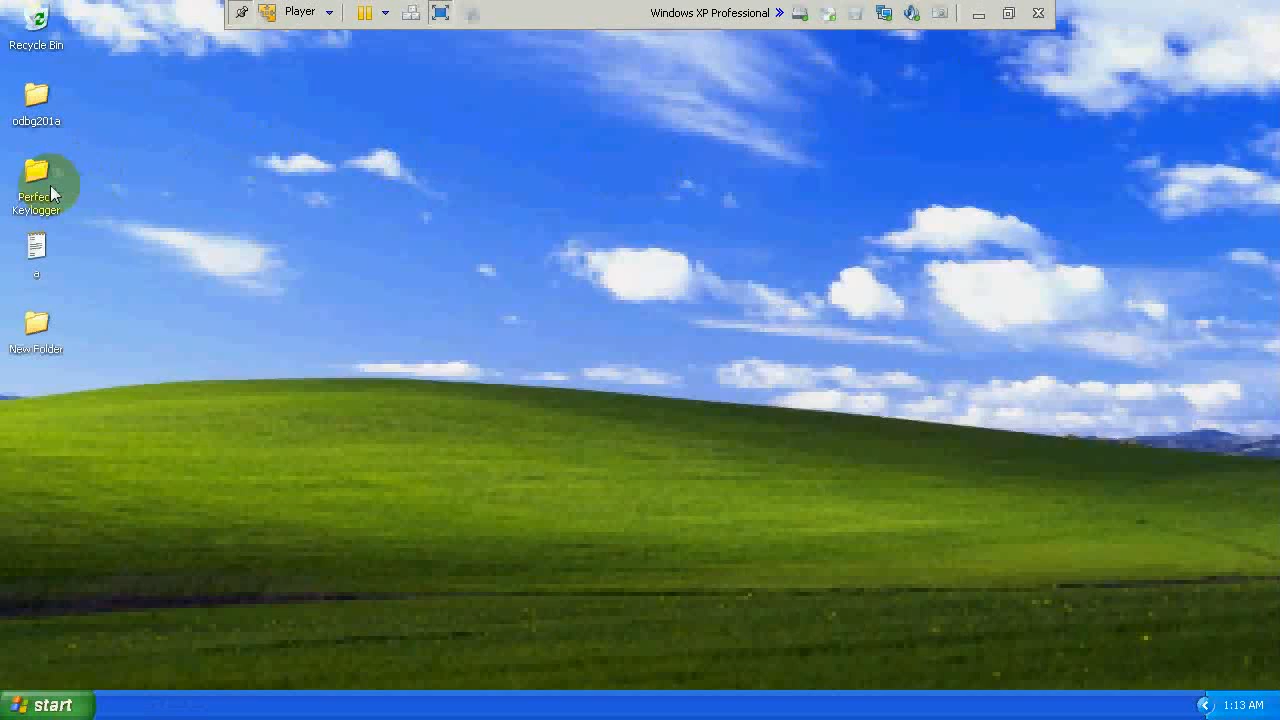 Player
Windows XP Professional
Recycle Bin
odbg201a
Perfect
Keylogger
a
New Folder
start
1:13 AM